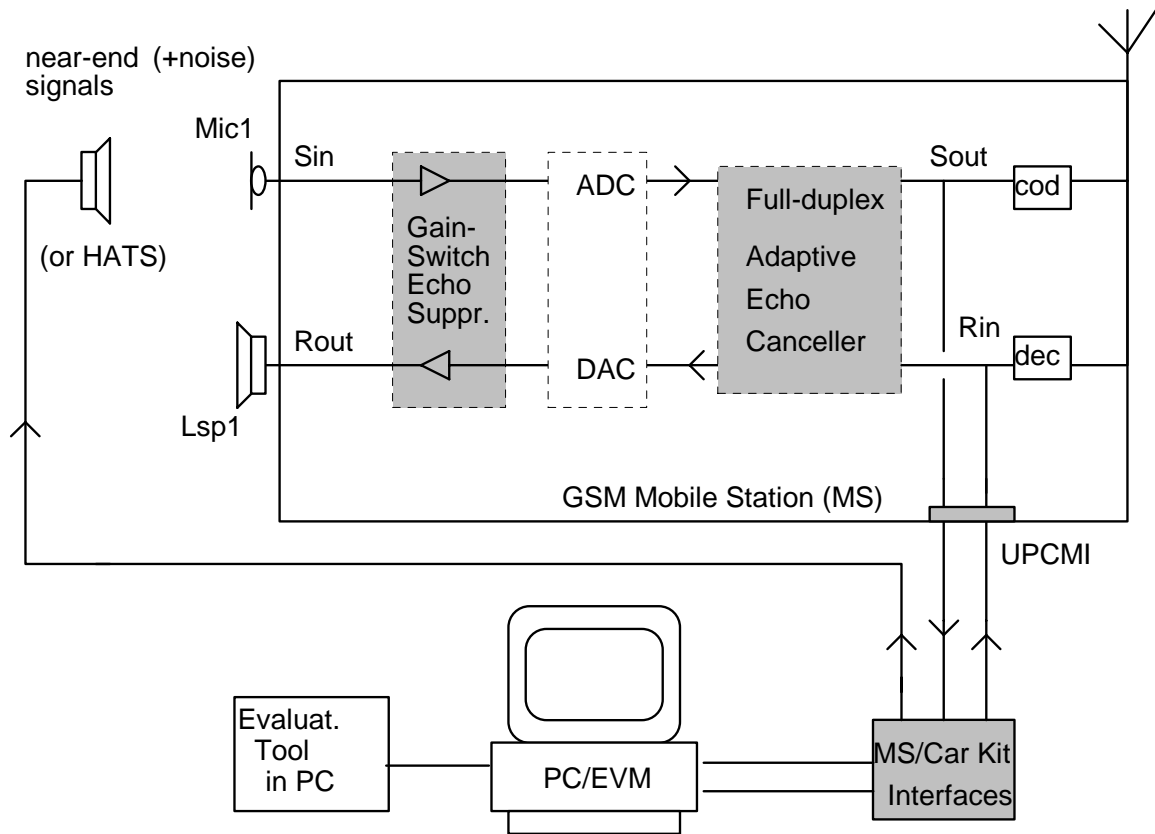 near-end (+noise)
signals
Mic1
Sin
Sout
ADC
cod
Full-duplex
Adaptive
Echo
Canceller
Gain-
Switch
Echo
Suppr.
(or HATS)
Rin
Rout
DAC
dec
Lsp1
GSM Mobile Station (MS)
UPCMI
Evaluat.
Tool
in PC
PC/EVM
MS/Car Kit
Interfaces